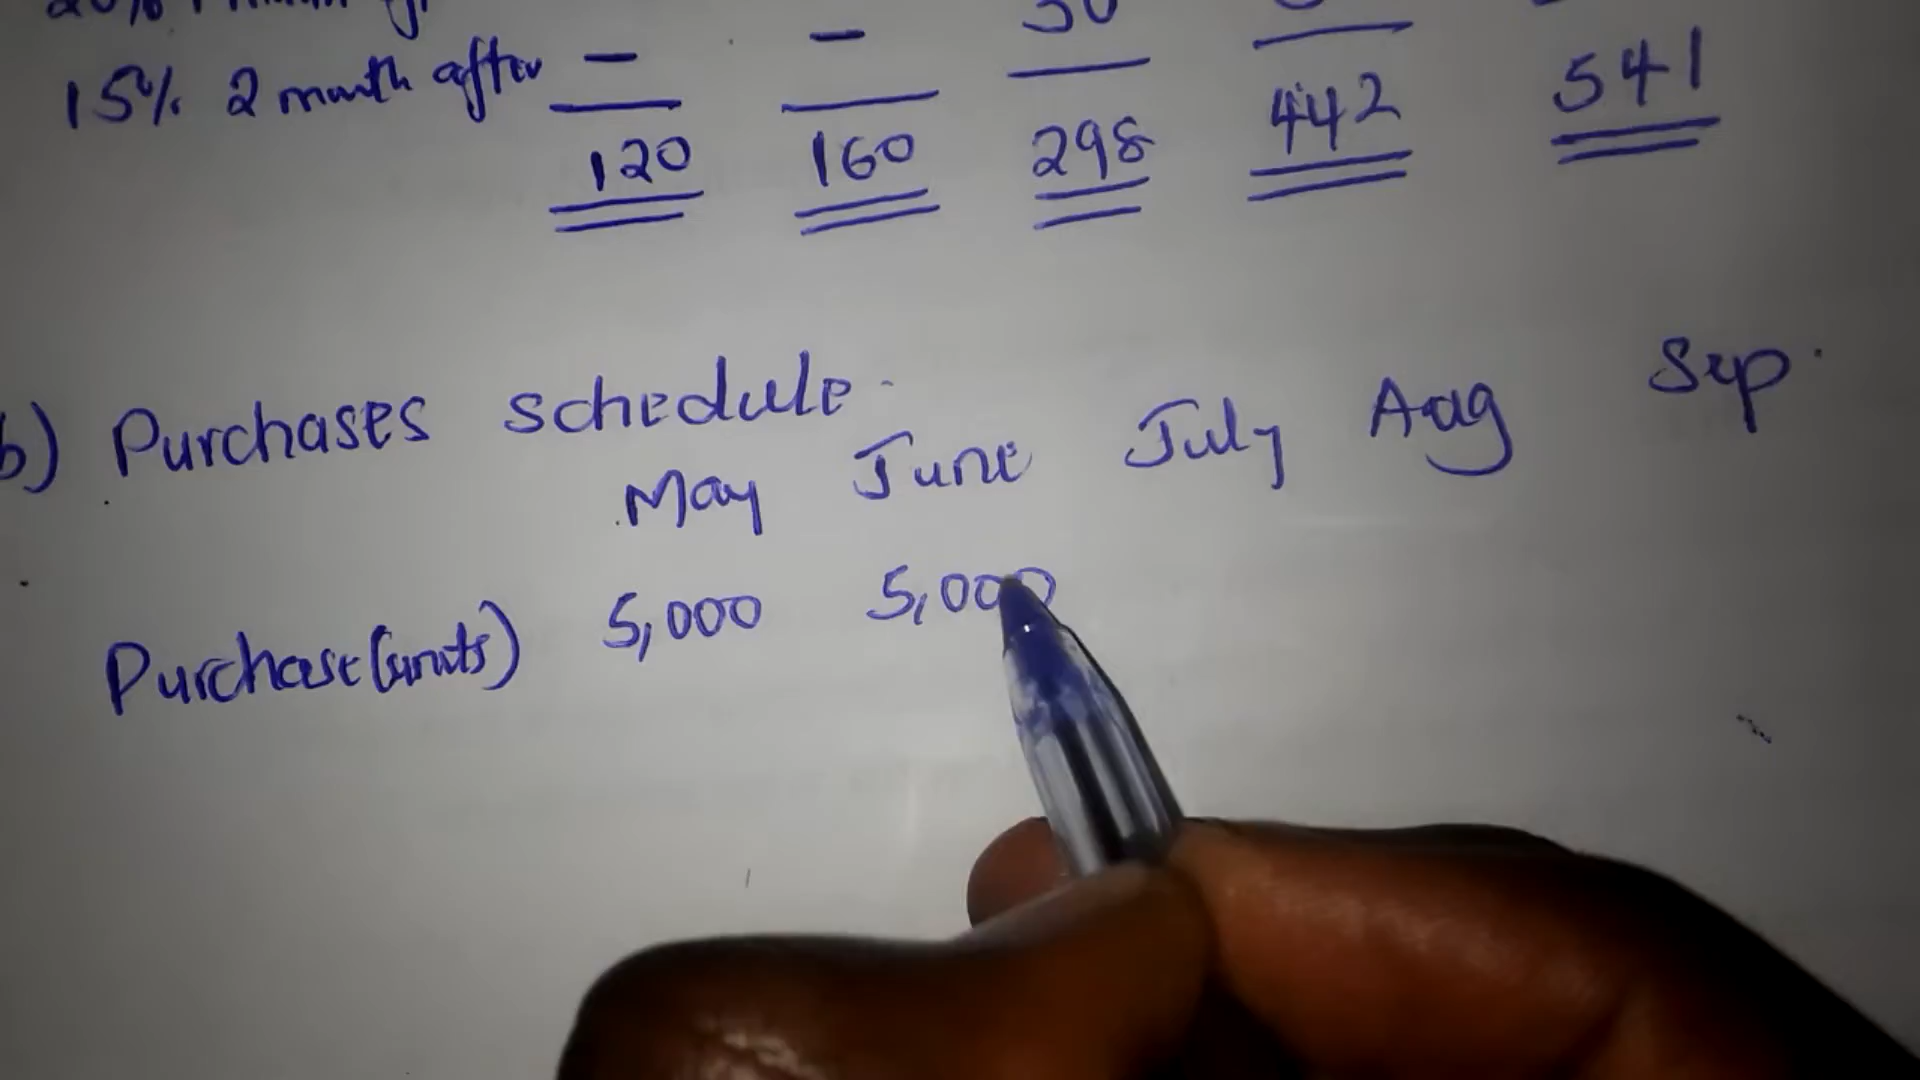 15% 2 month after – –
120 160 298 442 541
b) Purchases schedule.
May June July Aug Sep
Purchase(units) 5,000 5,000